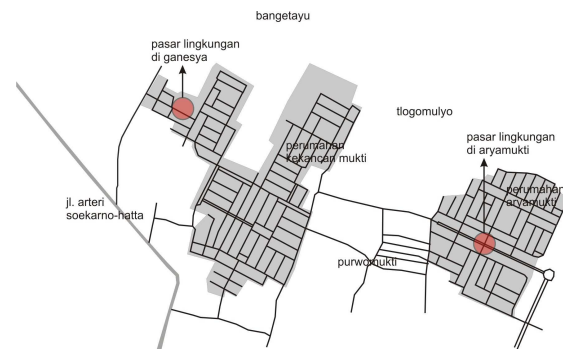 bangetayu
pasar lingkungan
di ganesya
tlogomulyo
pasar lingkungan
di aryamukti
perumahan
kekancan mukti
perumahan
aryamukti
jl. arteri
soekarno-hatta
purwomukti